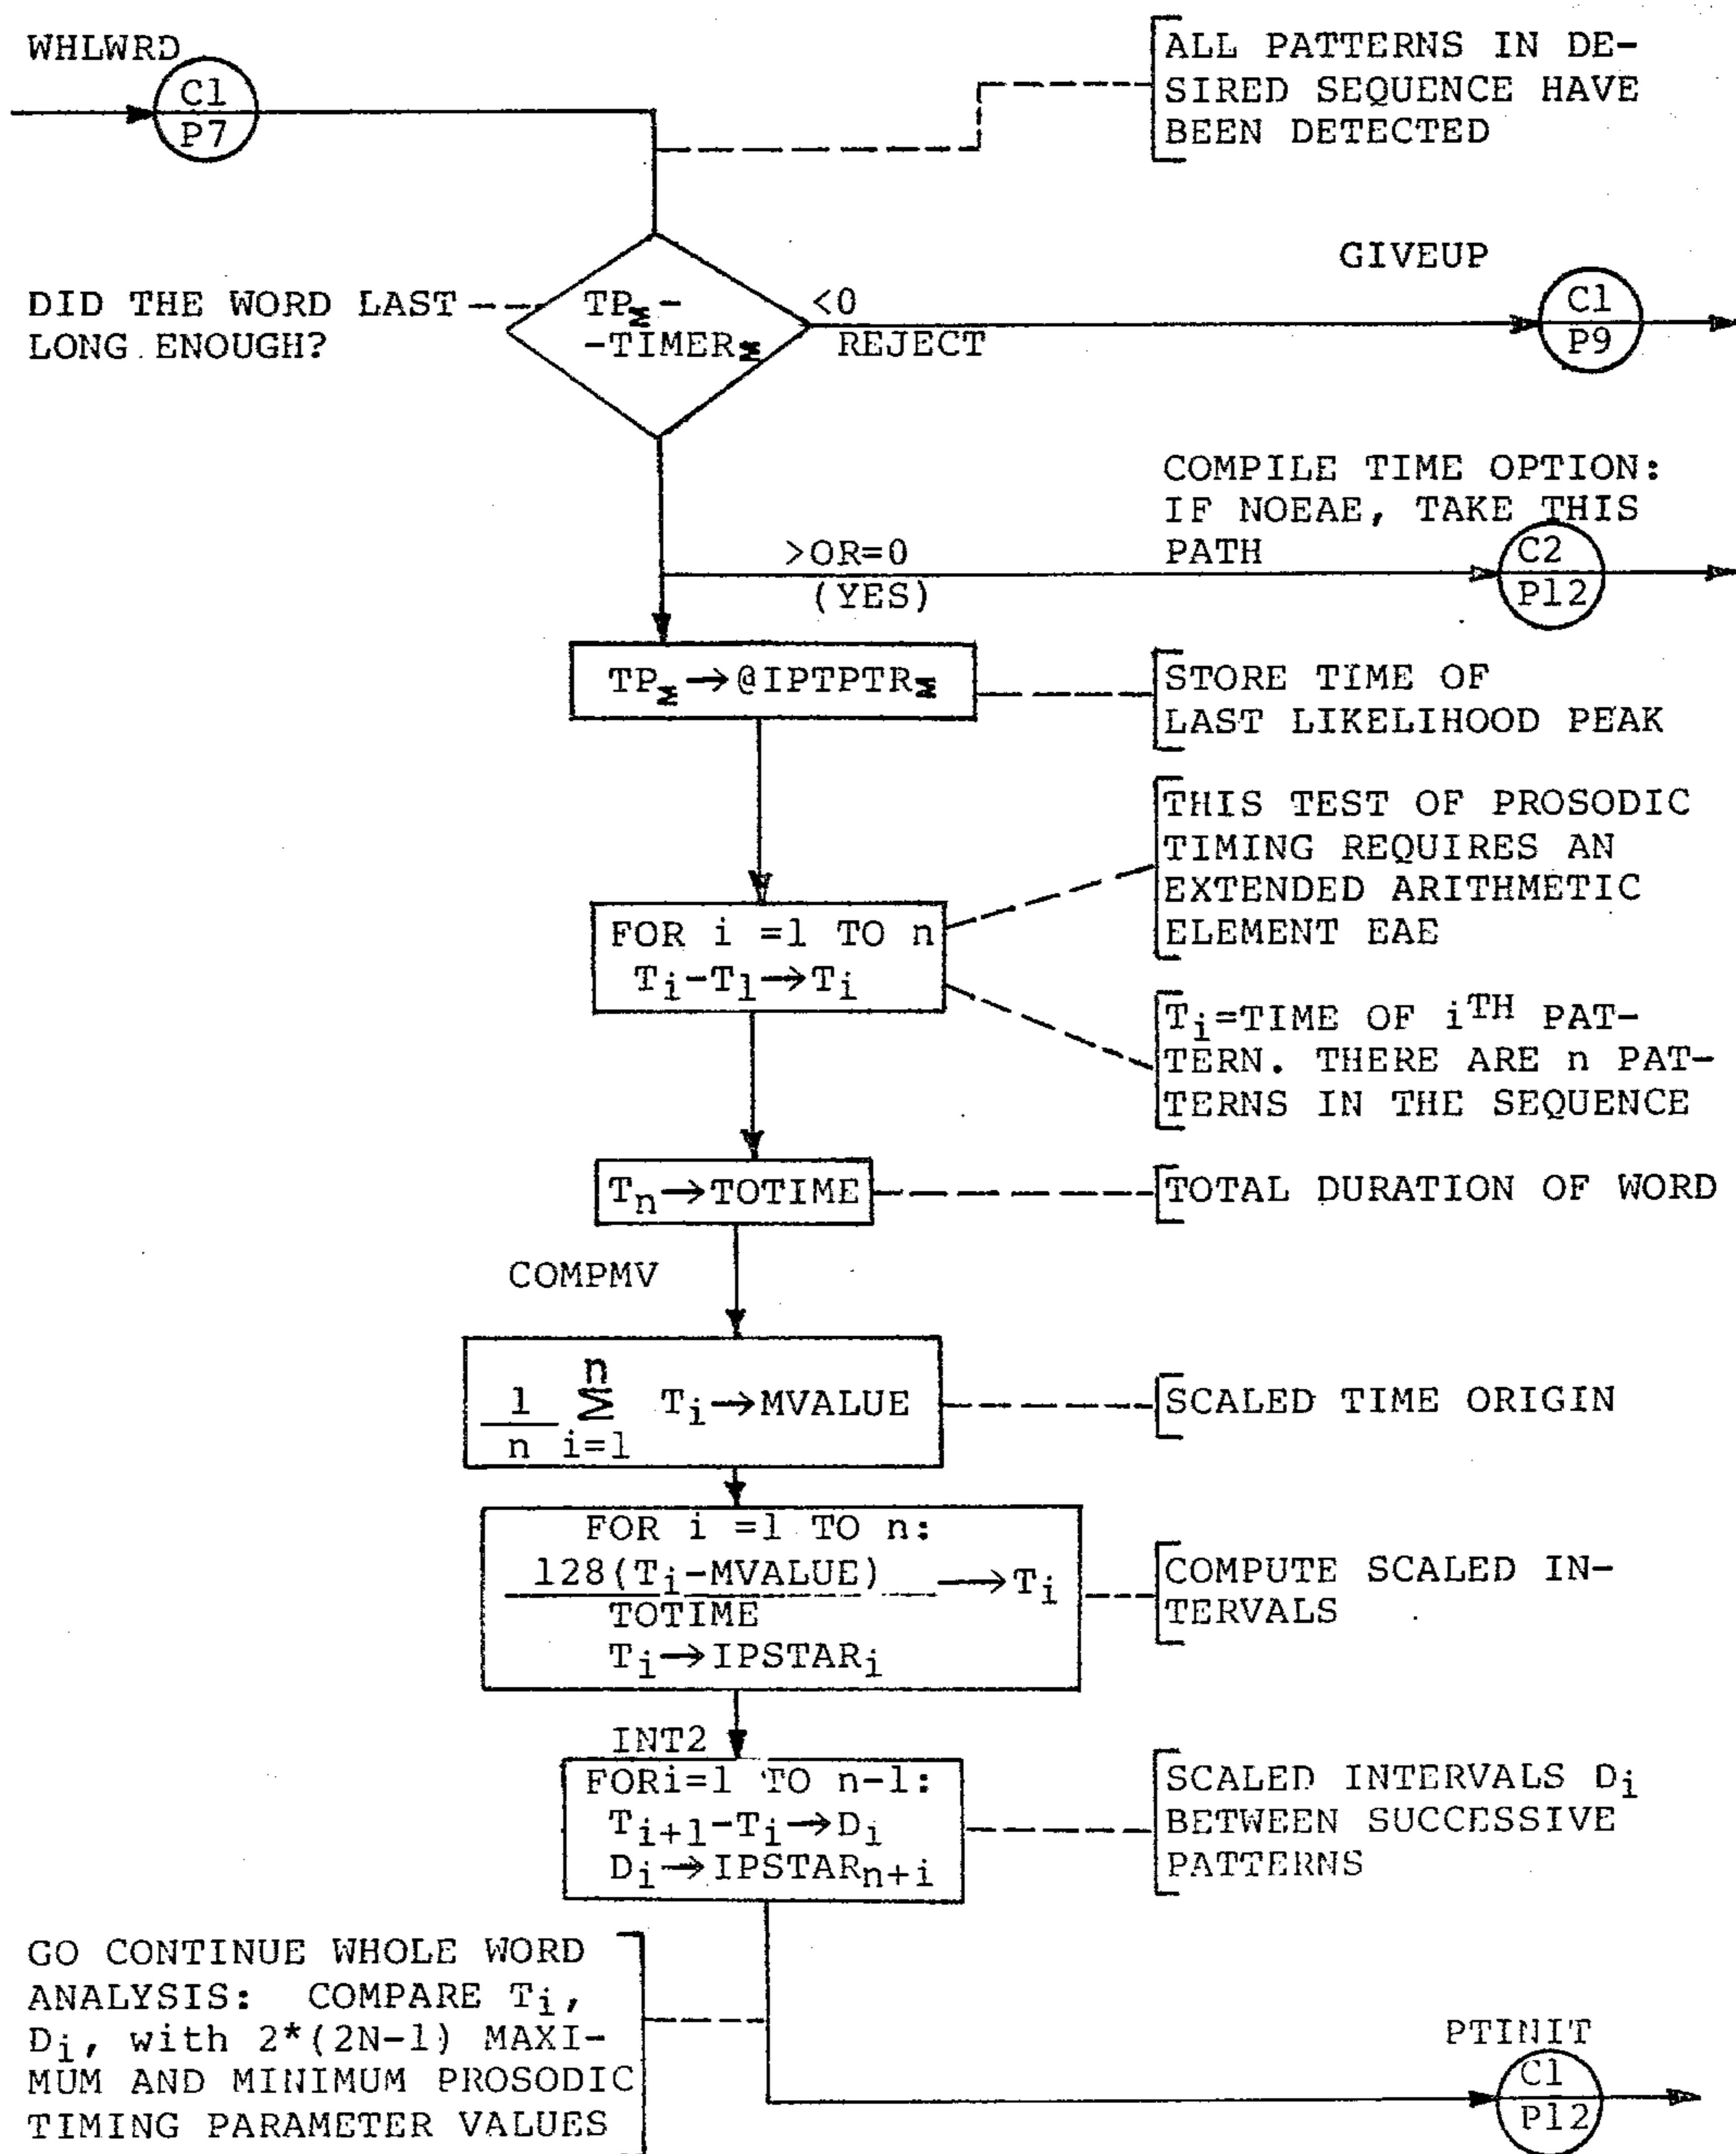 WHLWRD
C1
P7
ALL PATTERNS IN DE-
SIRED SEQUENCE HAVE
BEEN DETECTED
DID THE WORD LAST
LONG ENOUGH?
TPΣ-
-TIMERΣ
<0
REJECT
GIVEUP
C1
P9
COMPILE TIME OPTION:
IF NOEAE, TAKE THIS
PATH
>OR=0
(YES)
C2
P12
TPΣ→@IPTPTRΣ
STORE TIME OF
LAST LIKELIHOOD PEAK
THIS TEST OF PROSODIC
TIMING REQUIRES AN
EXTENDED ARITHMETIC
ELEMENT EAE
FOR i =1 TO n
Ti-T1→Ti
Ti=TIME OF iTH PAT-
TERN. THERE ARE n PAT-
TERNS IN THE SEQUENCE
Tn→TOTIME
TOTAL DURATION OF WORD
COMPMV
n
1 Σ Ti→MVALUE
n i=1
SCALED TIME ORIGIN
FOR i =1 TO n:
128(Ti-MVALUE) →Ti
TOTIME
Ti→IPSTARi
COMPUTE SCALED IN-
TERVALS
INT2
FORi=1 TO n-1:
Ti+1-Ti→Di
Di→IPSTARn+i
SCALED INTERVALS Di
BETWEEN SUCCESSIVE
PATTERNS
GO CONTINUE WHOLE WORD
ANALYSIS: COMPARE Ti,
Di, with 2*(2N-1) MAXI-
MUM AND MINIMUM PROSODIC
TIMING PARAMETER VALUES
PTINIT
C1
P12